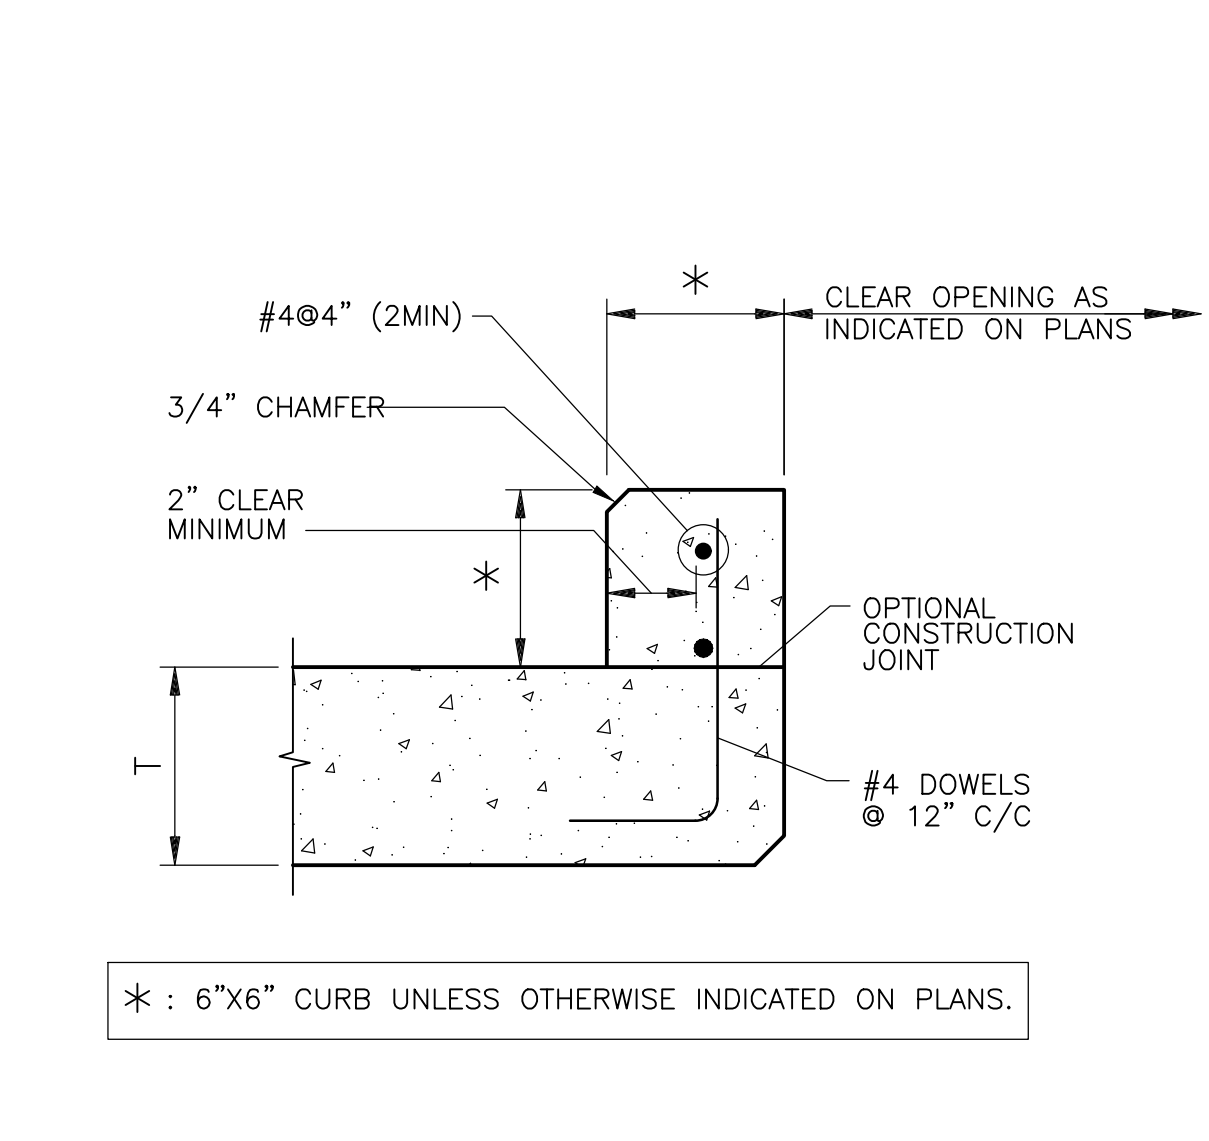 *
CLEAR OPENING AS
INDICATED ON PLANS
#4@4” (2MIN)
3/4” CHAMFER
2” CLEAR
MINIMUM
*
OPTIONAL
CONSTRUCTION
JOINT
T
#4 DOWELS
@ 12” C/C
* : 6”X6” CURB UNLESS OTHERWISE INDICATED ON PLANS.